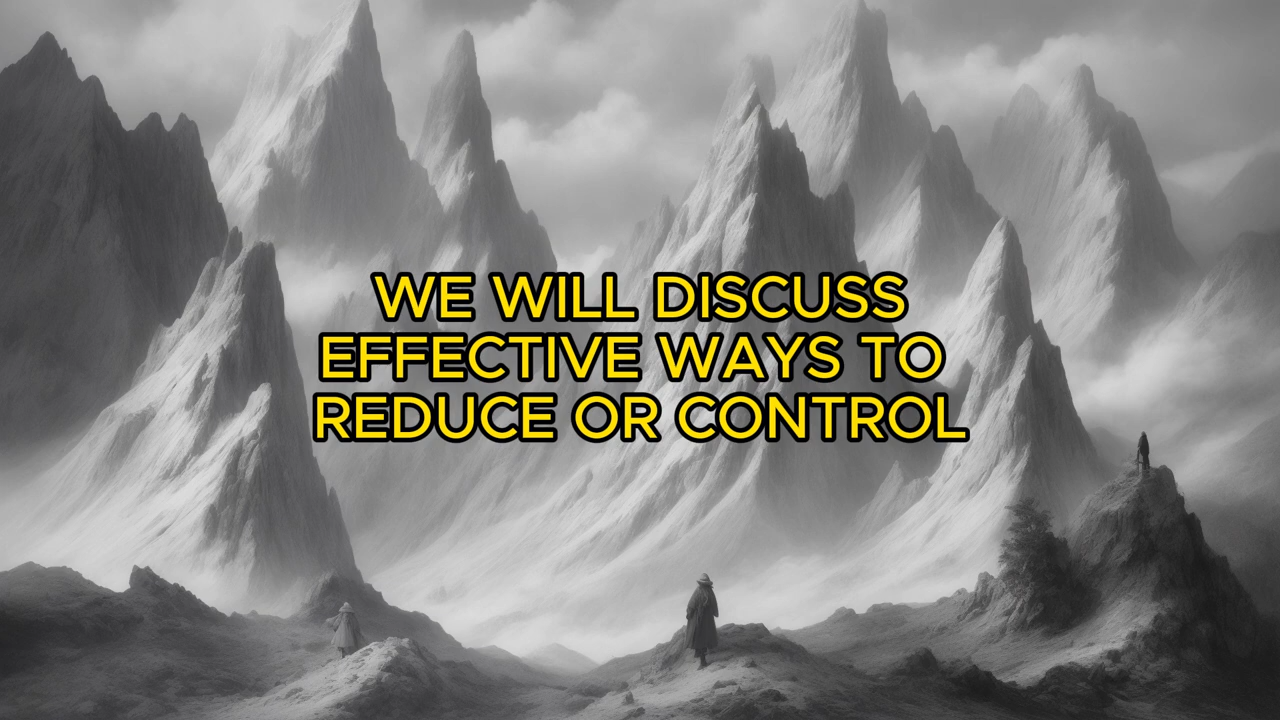 WE WILL DISCUSS
EFFECTIVE WAYS TO
REDUCE OR CONTROL